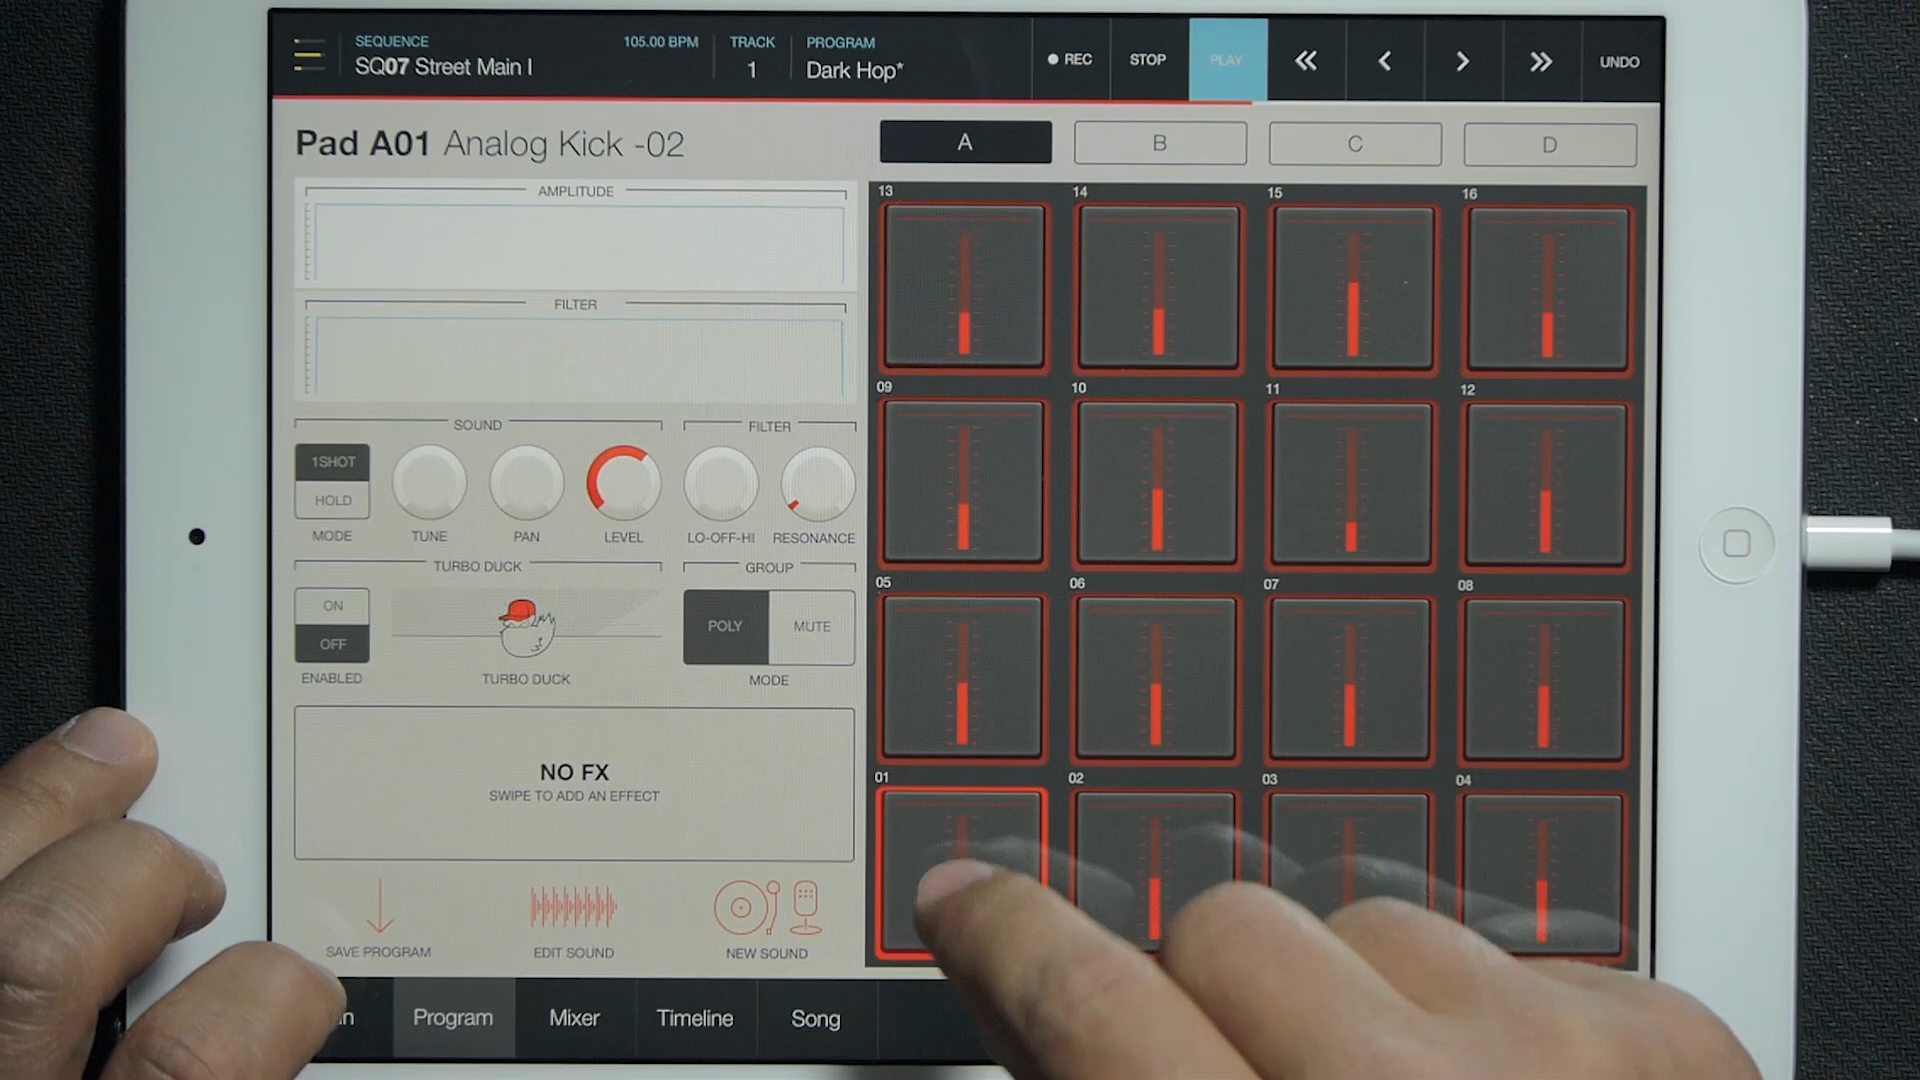 SEQUENCE
105.00 BPM
TRACK
PROGRAM
SQ07 Street Main I
1
Dark Hop*
REC
STOP
PLAY
UNDO
Pad A01 Analog Kick -02
A
B
C
D
AMPLITUDE
FILTER
SOUND
FILTER
1SHOT
HOLD
MODE
TUNE
PAN
LEVEL
LO-OFF-HI
RESONANCE
TURBO DUCK
GROUP
ON
OFF
ENABLED
TURBO DUCK
POLY
MUTE
MODE
NO FX
SWIPE TO ADD AN EFFECT
SAVE PROGRAM
EDIT SOUND
NEW SOUND
13
14
15
16
09
10
11
12
05
06
07
08
01
02
03
04
Program
Mixer
Timeline
Song